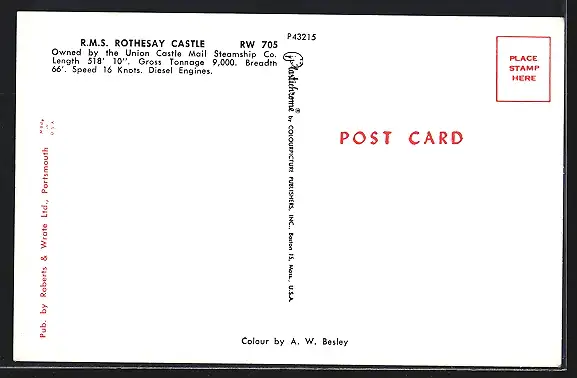 R.M.S. ROTHESAY CASTLE RW 705
Owned by the Union Castle Mail Steamship Co.
Length 518' 10". Gross Tonnage 9,000. Breadth
66'. Speed 16 Knots. Diesel Engines.
P43215
Plastichrome ® by COLOURPICTURE PUBLISHERS, INC., Boston 15, Mass., U.S.A.
PLACE
STAMP
HERE
POST CARD
Pub. by Roberts & Wrate Ltd., Portsmouth
Made
in
U S A
Colour by A. W. Besley